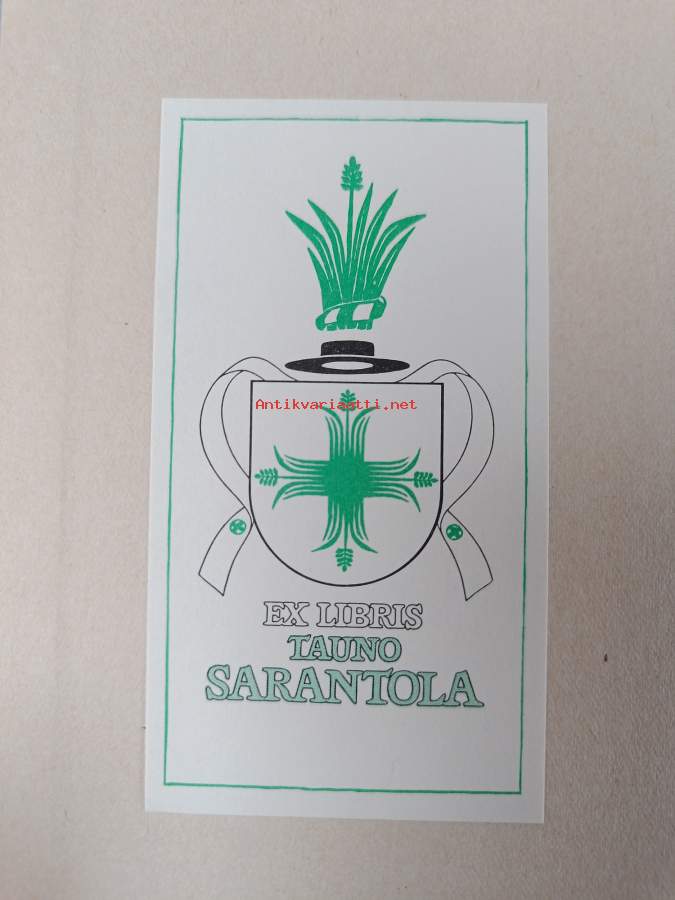 Antikvariaatti.net
EX LIBRIS
TAUNO
SARANTOLA